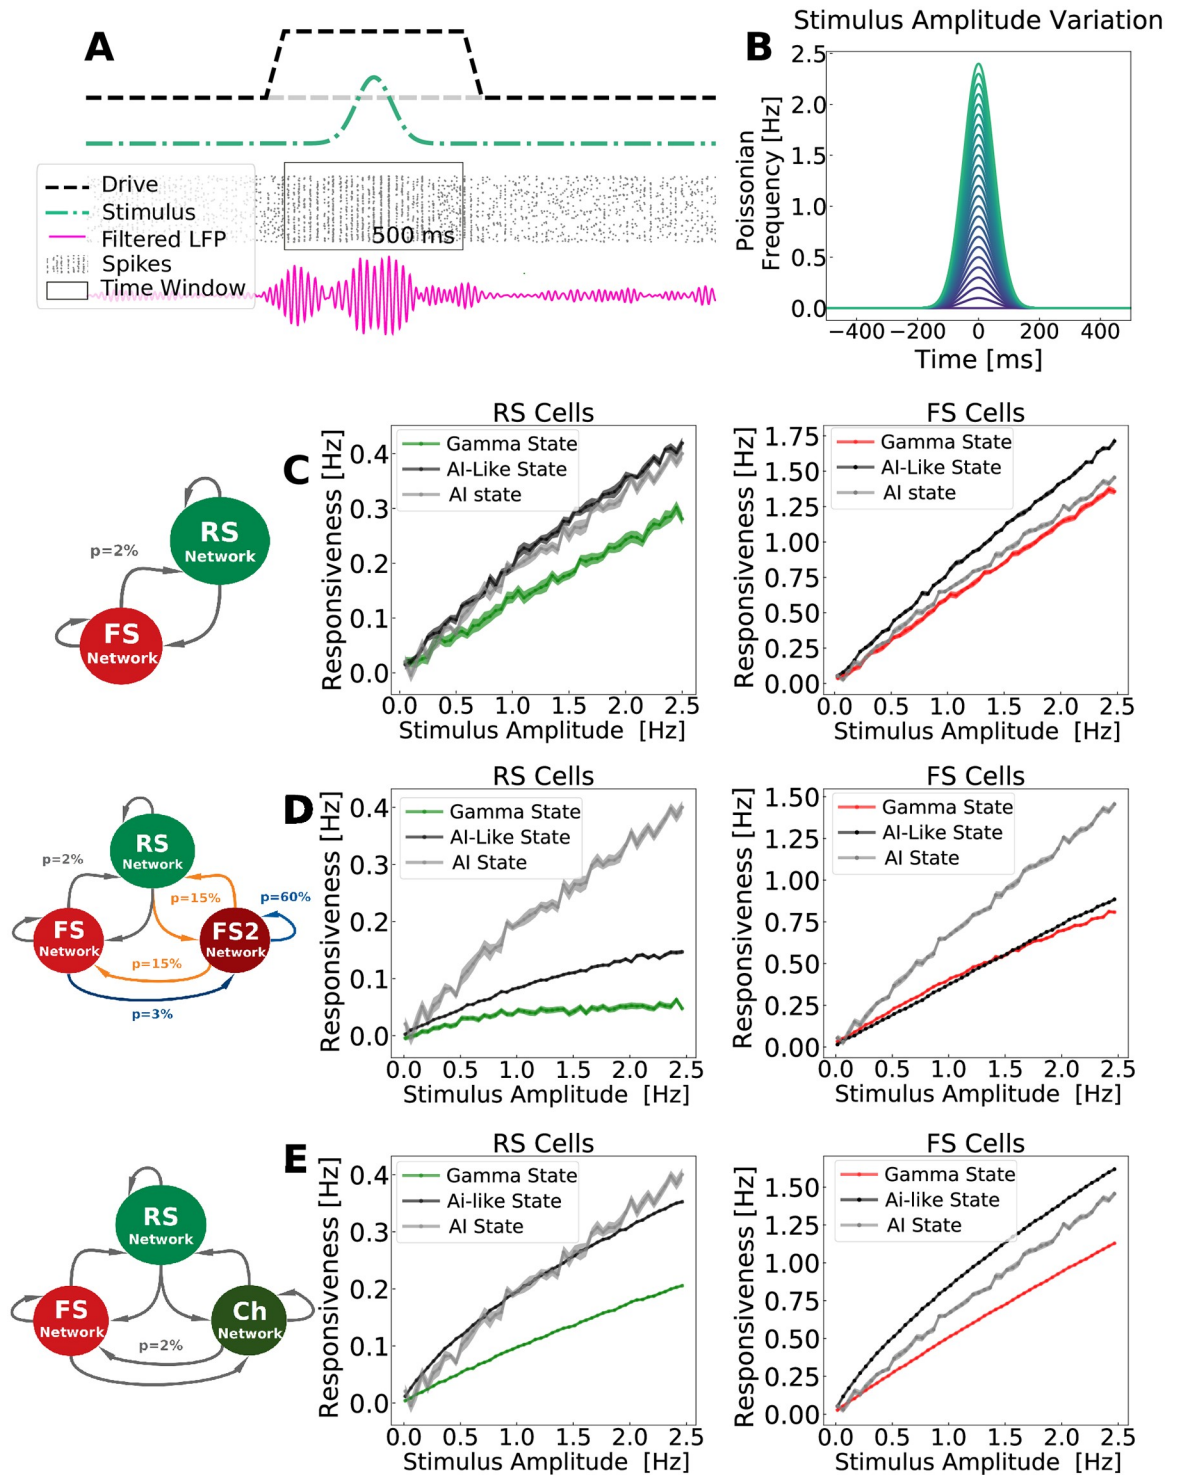 A
Drive
Stimulus
Filtered LFP
Spikes
Time Window
500 ms
B
Stimulus Amplitude Variation
Poissonian
Frequency [Hz]
2.5
2.0
1.5
1.0
0.5
0.0
−400 −200 0 200 400
Time [ms]
C
RS
Network
p=2%
FS
Network
RS Cells
Responsiveness [Hz]
0.4
0.3
0.2
0.1
0.0
Gamma State
AI-Like State
AI state
0.0 0.5 1.0 1.5 2.0 2.5
Stimulus Amplitude [Hz]
FS Cells
Responsiveness [Hz]
1.75
1.50
1.25
1.00
0.75
0.50
0.25
0.00
Gamma State
AI-Like State
AI state
0.0 0.5 1.0 1.5 2.0 2.5
Stimulus Amplitude [Hz]
D
RS
Network
p=2%
p=15%
p=60%
FS
Network
FS2
Network
p=15%
p=3%
RS Cells
Responsiveness [Hz]
0.4
0.3
0.2
0.1
0.0
Gamma State
AI-Like State
AI State
0.0 0.5 1.0 1.5 2.0 2.5
Stimulus Amplitude [Hz]
FS Cells
Responsiveness [Hz]
1.50
1.25
1.00
0.75
0.50
0.25
0.00
Gamma State
AI-Like State
AI State
0.0 0.5 1.0 1.5 2.0 2.5
Stimulus Amplitude [Hz]
E
RS
Network
FS
Network
Ch
Network
p=2%
RS Cells
Responsiveness [Hz]
0.4
0.3
0.2
0.1
0.0
Gamma State
Ai-like State
AI State
0.0 0.5 1.0 1.5 2.0 2.5
Stimulus Amplitude [Hz]
FS Cells
Responsiveness [Hz]
1.50
1.25
1.00
0.75
0.50
0.25
0.00
Gamma State
Ai-like State
AI State
0.0 0.5 1.0 1.5 2.0 2.5
Stimulus Amplitude [Hz]